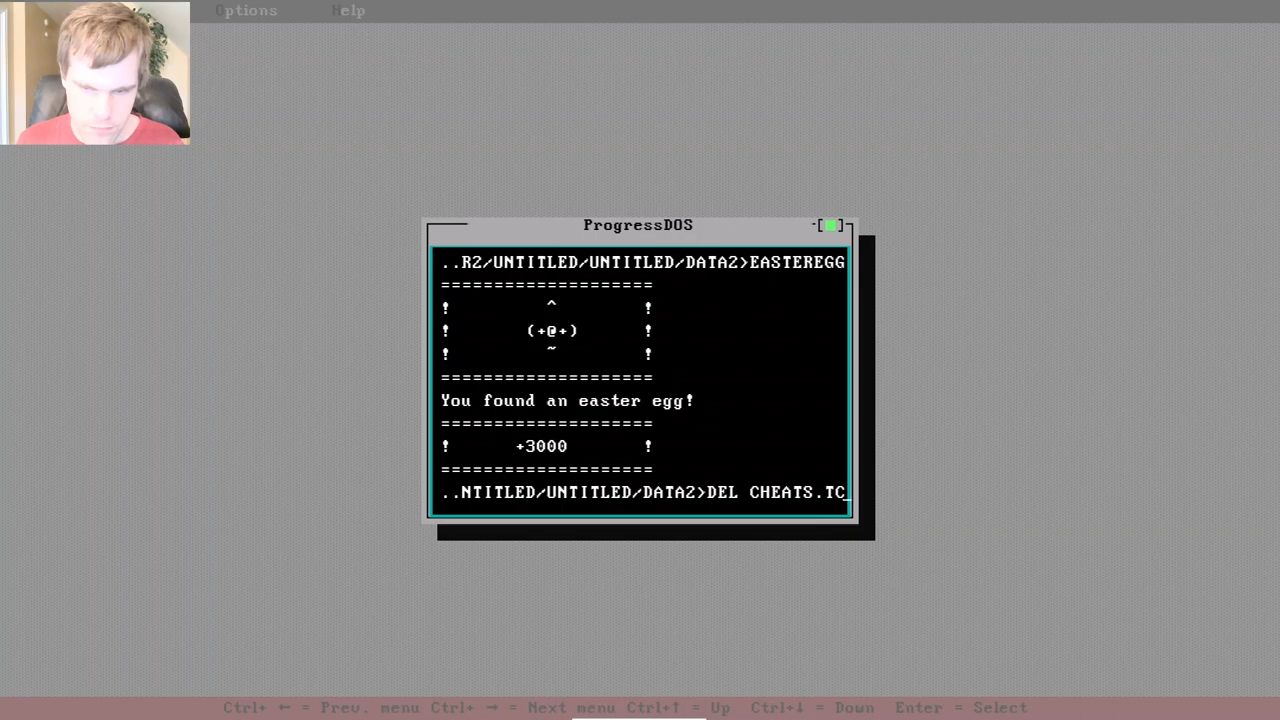 Options Help
ProgressDOS
-[■]
..R2/UNTITLED/UNTITLED/DATA2>EASTEREGG
====================
! ^ !
! (+@+) !
! ~ !
====================
You found an easter egg!
====================
! +3000 !
====================
..NTITLED/UNTITLED/DATA2>DEL CHEATS.TC_
Ctrl+ ← = Prev. menu Ctrl+ → = Next menu Ctrl+↑ = Up Ctrl+↓ = Down Enter = Select